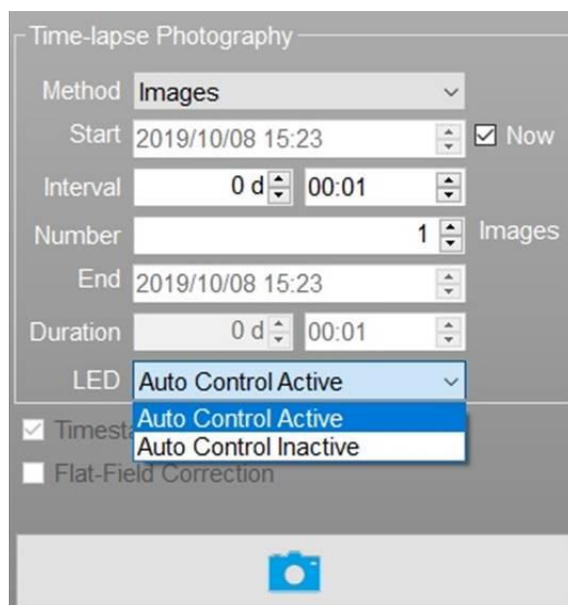 Time-lapse Photography
Method Images
Start 2019/10/08 15:23 Now
Interval 0 d 00:01
Number 1 Images
End 2019/10/08 15:23
Duration 0 d 00:01
LED Auto Control Active
Auto Control Active
Auto Control Inactive
Flat-Field Correction